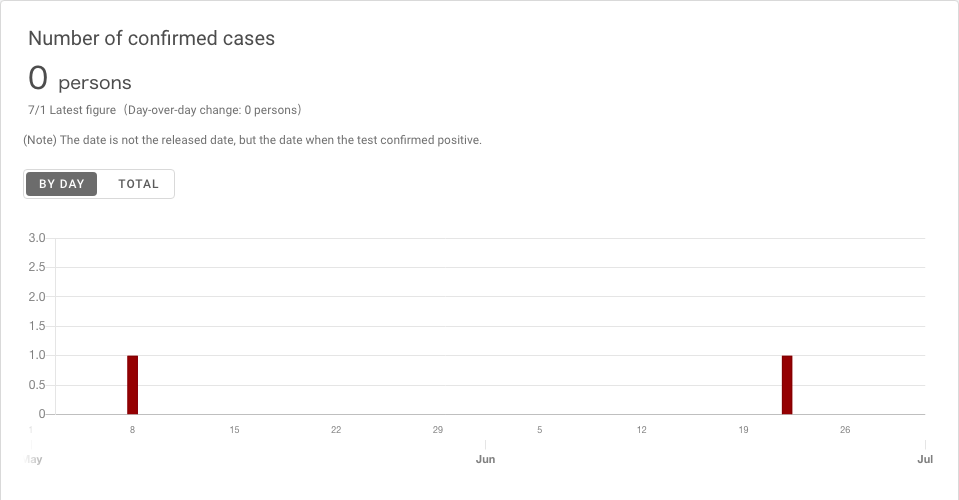 Number of confirmed cases
0 persons
7/1 Latest figure（Day-over-day change: 0 persons）
(Note) The date is not the released date, but the date when the test confirmed positive.
BY DAY TOTAL
3.0
2.5
2.0
1.5
1.0
0.5
0
1 8 15 22 29 5 12 19 26
Jun Jul